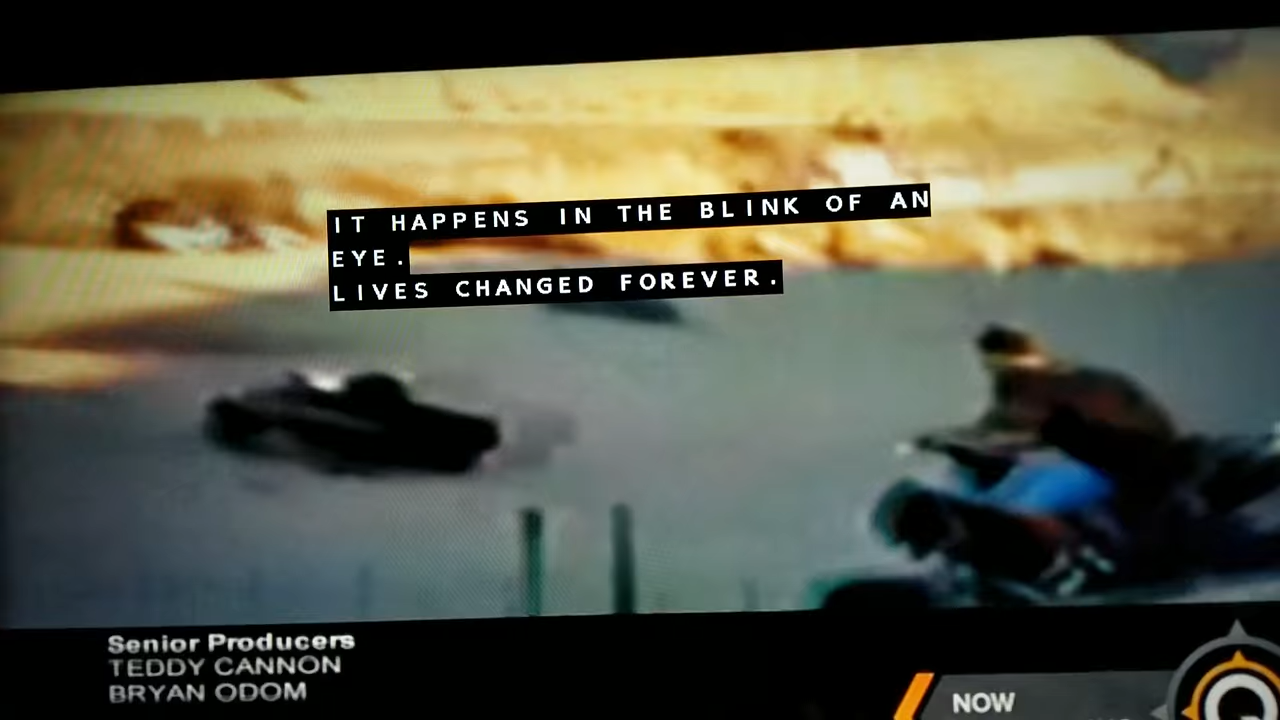 IT HAPPENS IN THE BLINK OF AN
EYE.
LIVES CHANGED FOREVER.
Senior Producers
TEDDY CANNON
BRYAN ODOM
NOW